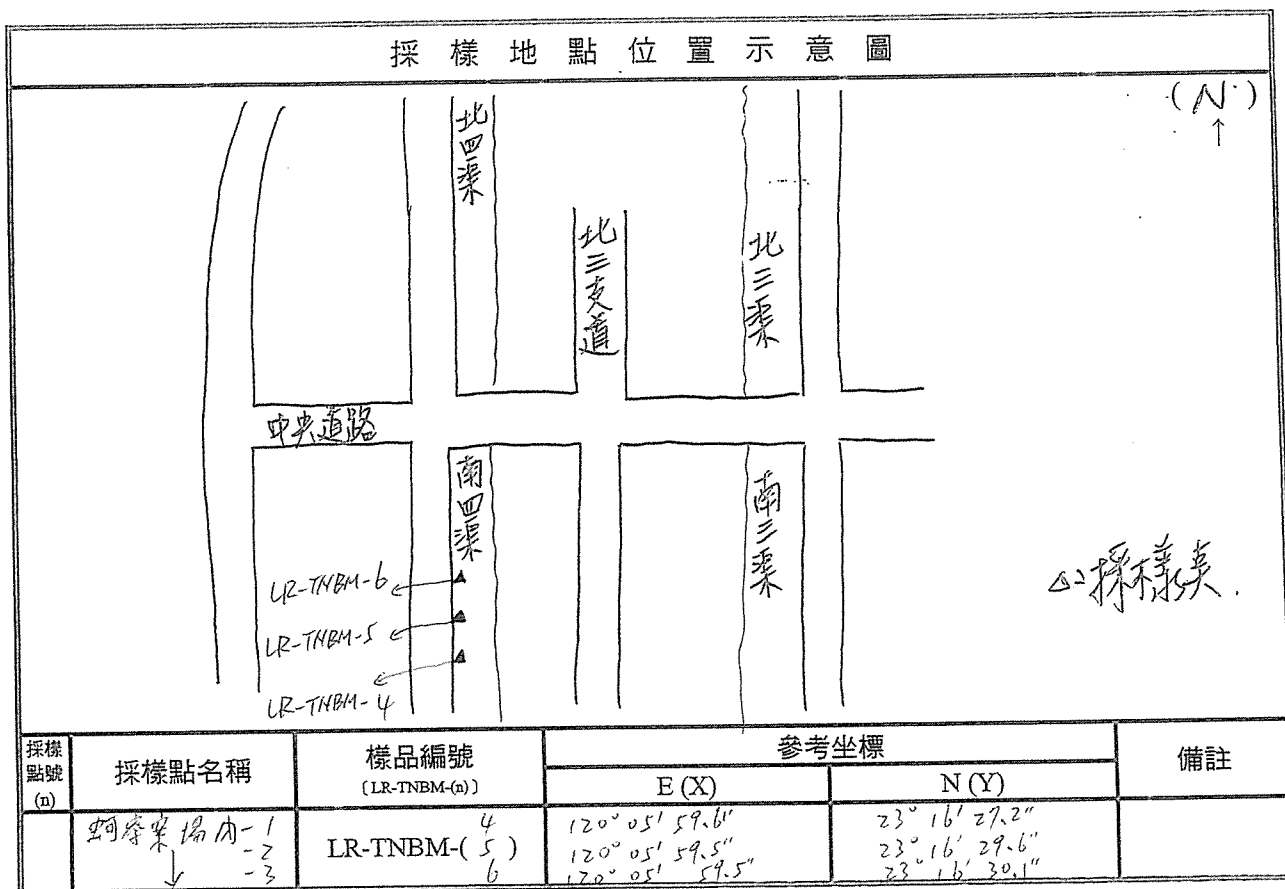 採樣地點位置示意圖
(N)
↑
北四渠
北三支道
北三渠
中央道路
南四渠
南三渠
LR-TNBM-6
LR-TNBM-5
LR-TNBM-4
△:採樣點.
採樣點號(n)
採樣點名稱
樣品編號
〔LR-TNBM-(n)〕
參考坐標
E (X)
N (Y)
備註
場內-1
-2
-3
LR-TNBM-(4 5 6)
120° 05' 59.6"
120° 05' 59.5"
120° 05' 59.5"
23° 16' 27.2"
23° 16' 29.6"
23° 16' 30.1"